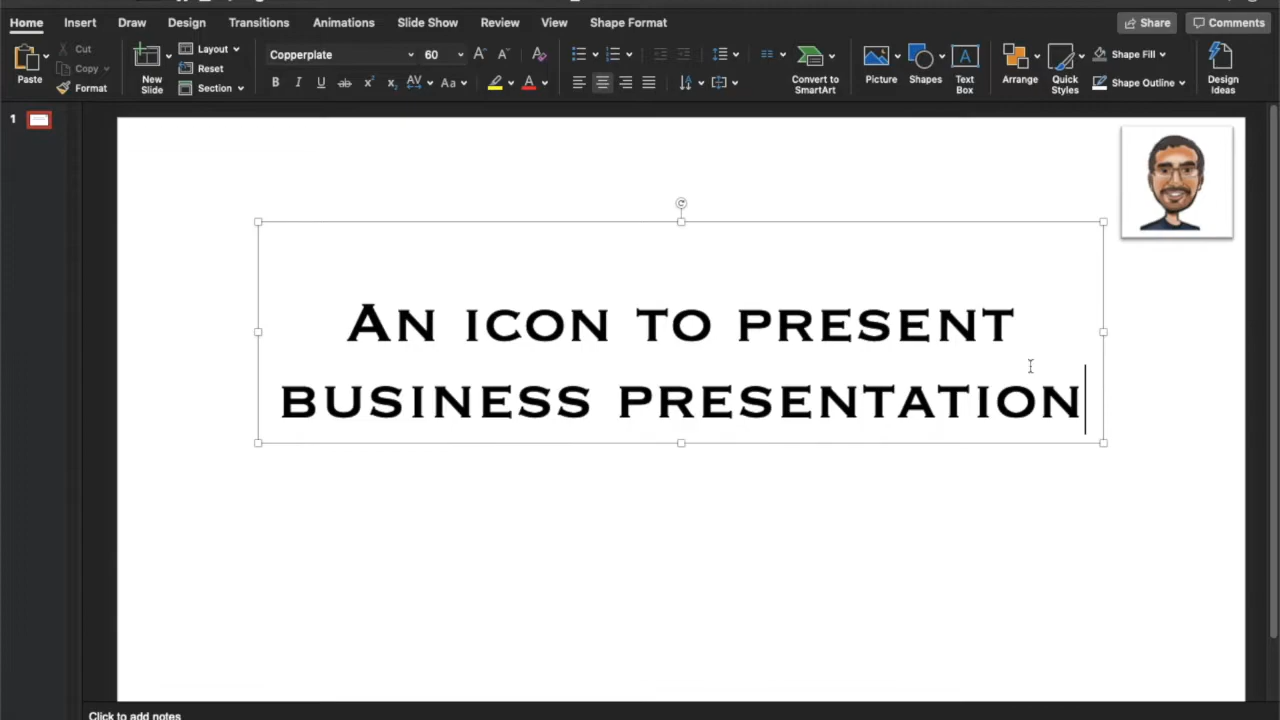 Home Insert Draw Design Transitions Animations Slide Show Review View Shape Format Share Comments
Paste Cut Copy Format New Slide Layout Reset Section Copperplate 60 Convert to SmartArt Picture Shapes Text Box Arrange Quick Styles Shape Fill Shape Outline Design Ideas
1
An icon to present
business presentation
Click to add notes